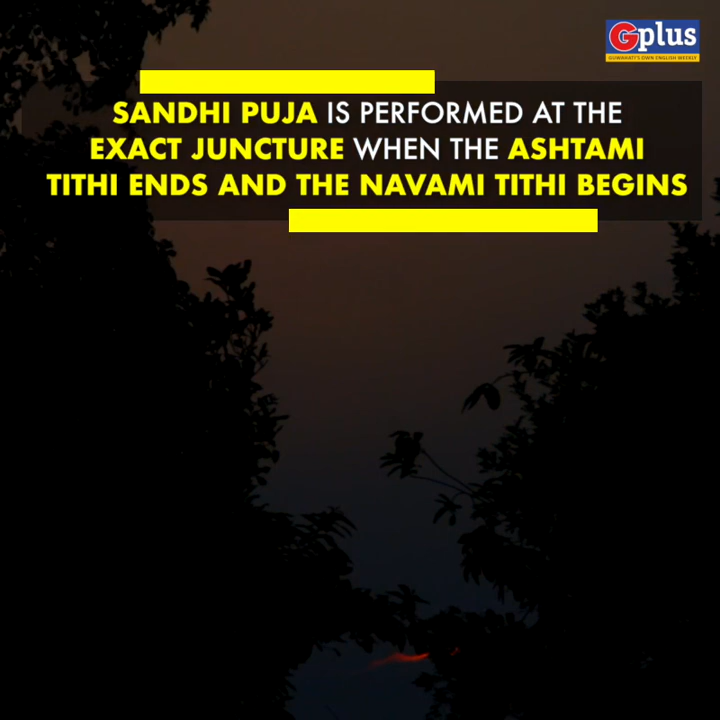 Gplus
GUWAHATI'S OWN ENGLISH WEEKLY
SANDHI PUJA IS PERFORMED AT THE
EXACT JUNCTURE WHEN THE ASHTAMI
TITHI ENDS AND THE NAVAMI TITHI BEGINS